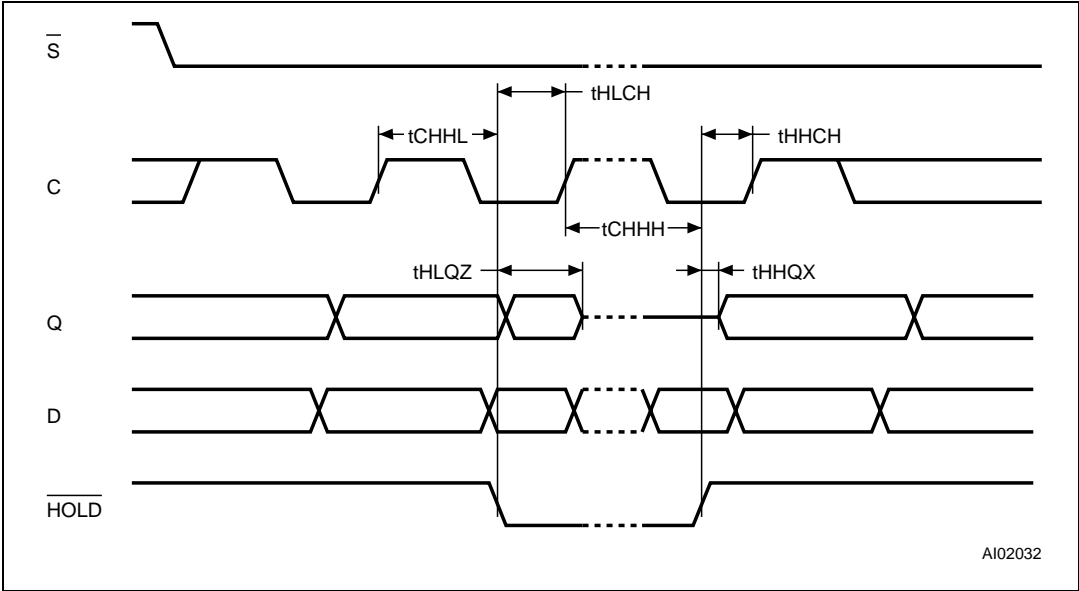 S
tHLCH
tCHHL
tHHCH
C
tCHHH
tHLQZ
tHHQX
Q
D
HOLD
AI02032